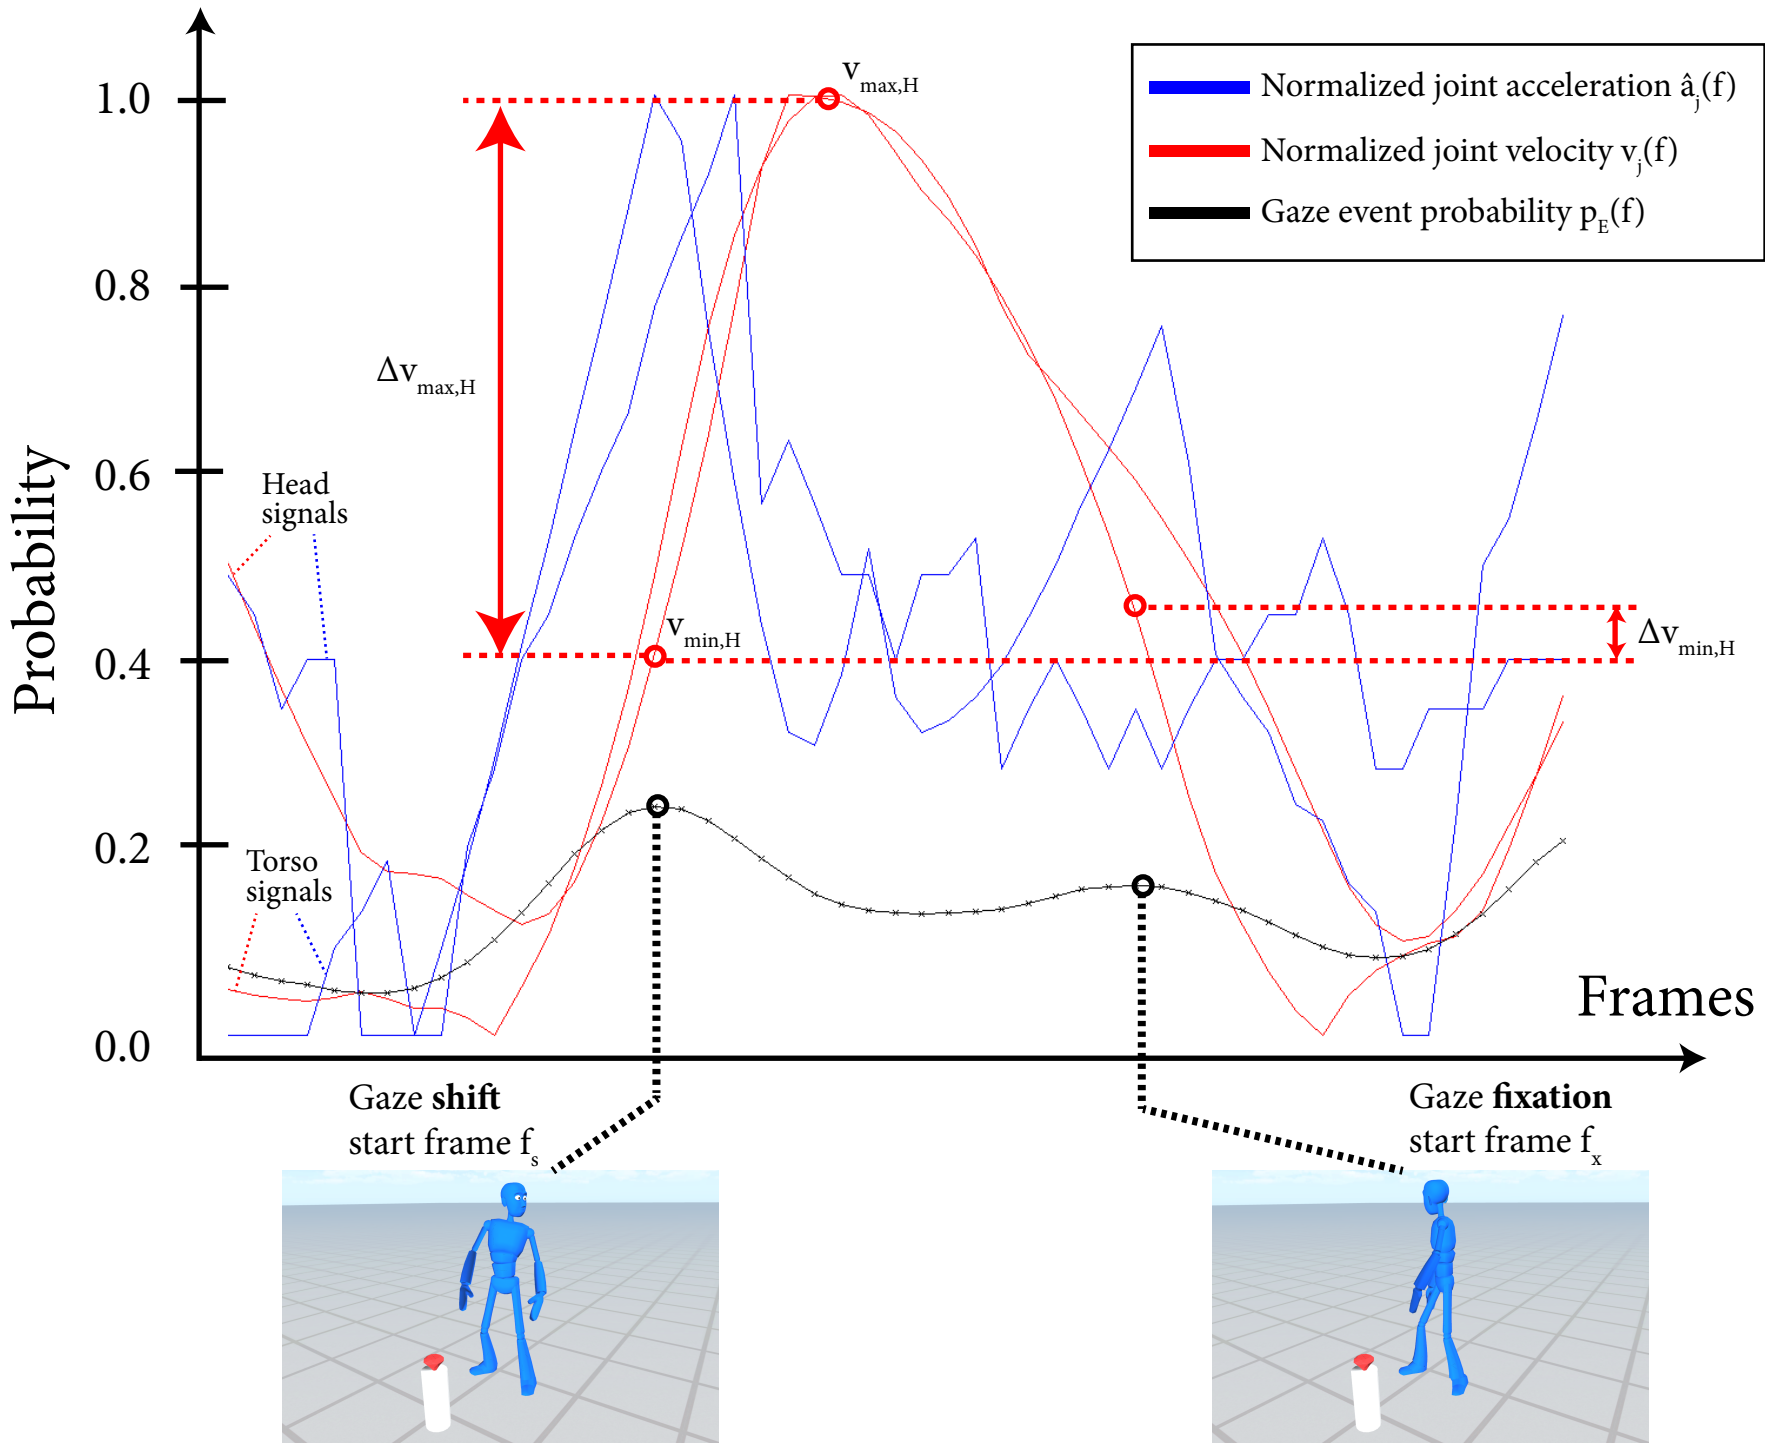 1.0
0.8
0.6
0.4
0.2
0.0
Probability
Frames
v_max,H
v_min,H
Δv_max,H
Δv_min,H
Normalized joint acceleration â_j(f)
Normalized joint velocity v_j(f)
Gaze event probability p_E(f)
Head
signals
Torso
signals
Gaze shift
start frame f_s
Gaze fixation
start frame f_x